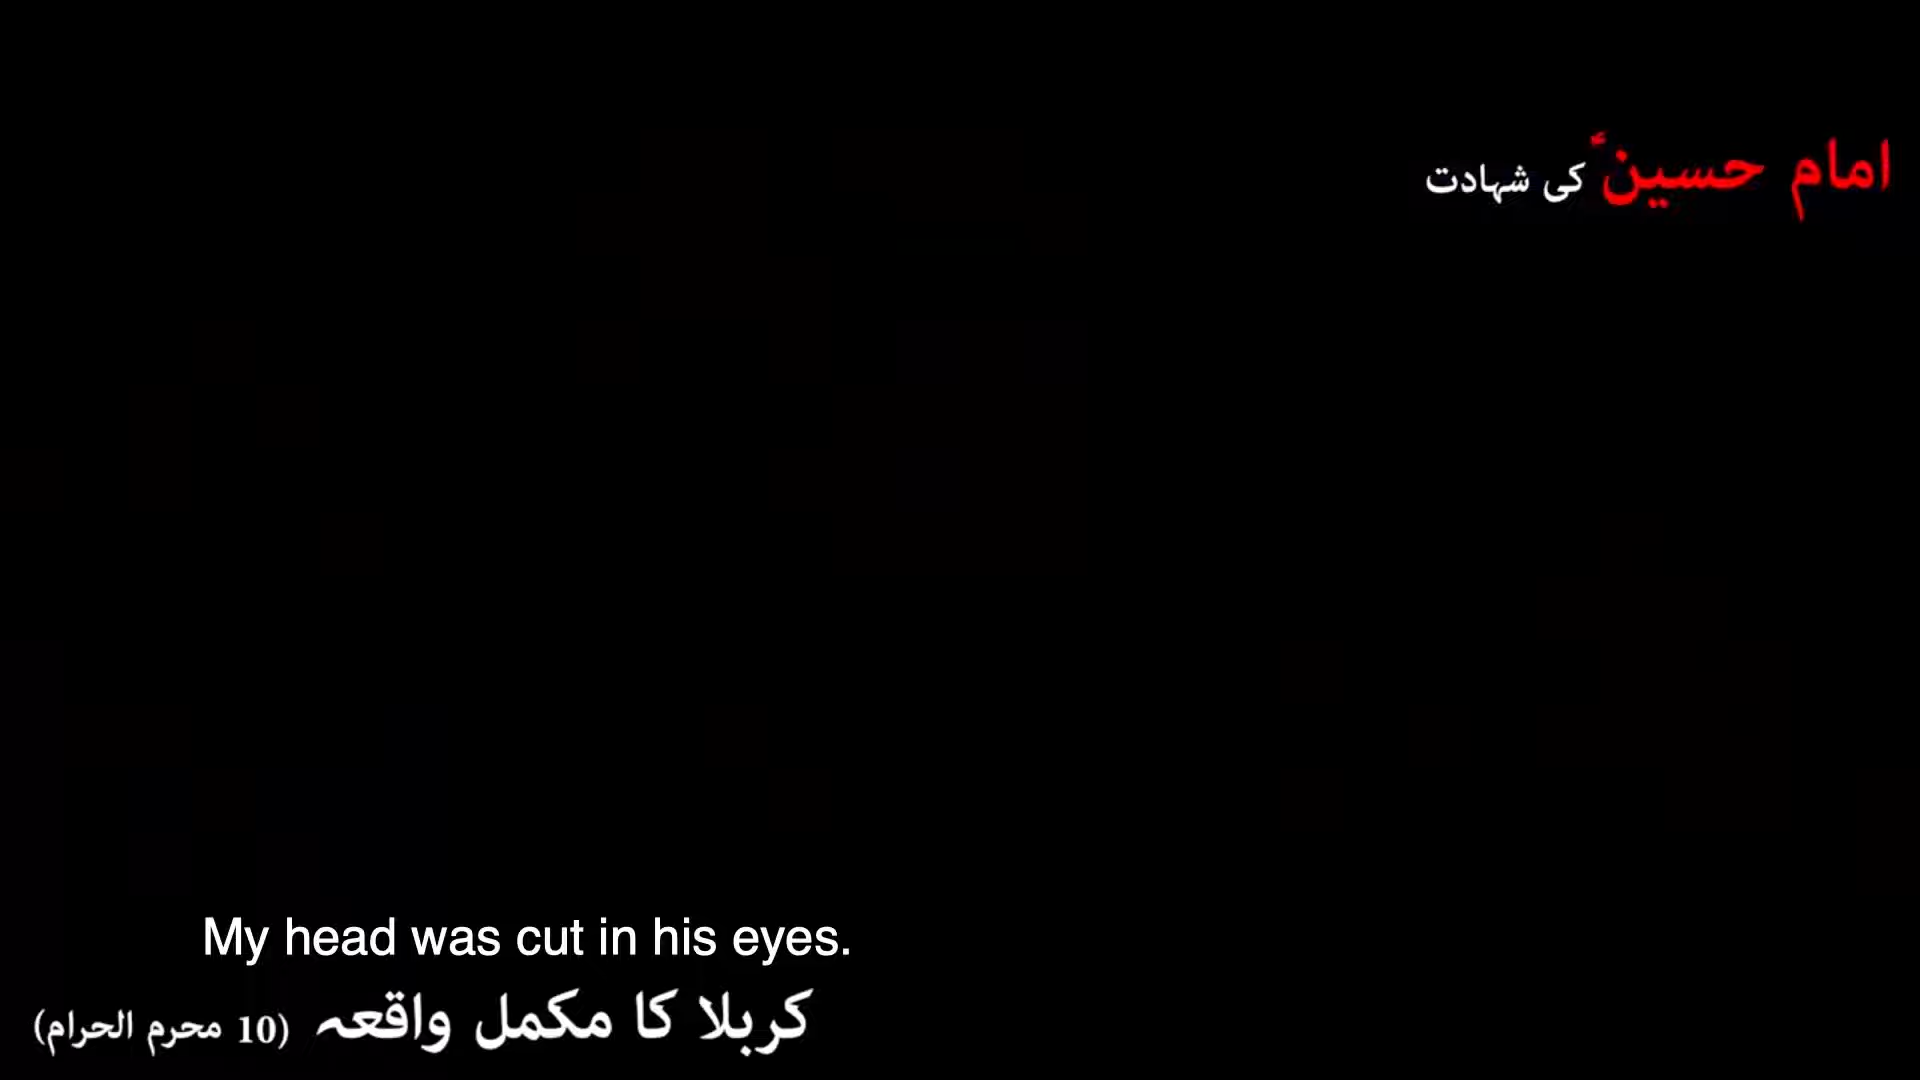 امام حسینؑ کی شہادت
My head was cut in his eyes.
کربلا کا مکمل واقعہ (10 محرم الحرام)